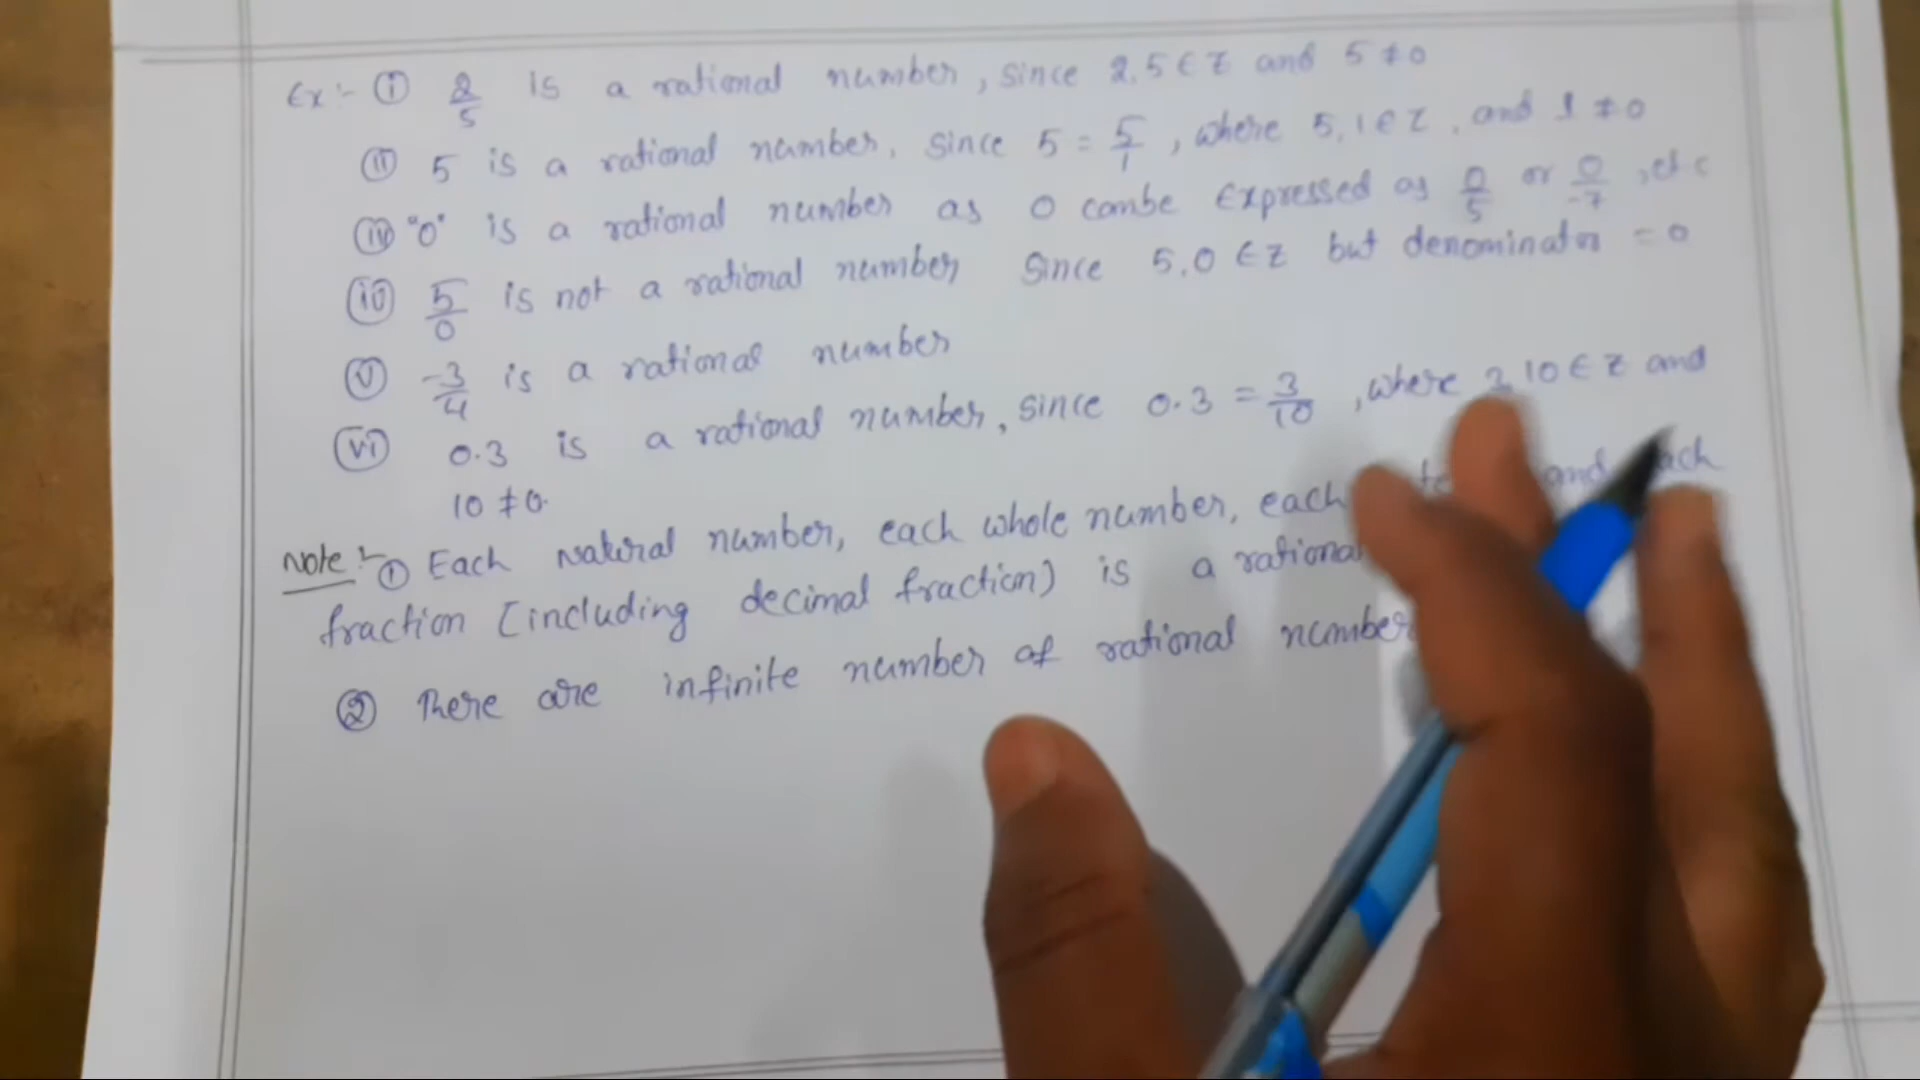 Ex :- (i) 2/5 is a rational number, since 2,5 ∈ Z and 5 ≠ 0
(ii) 5 is a rational number, since 5 = 5/1, where 5,1 ∈ Z, and 1 ≠ 0
(iii) "0" is a rational number as 0 can be expressed as 0/5 or 0/-7, etc
(iv) 5/0 is not a rational number, since 5,0 ∈ Z but denominator = 0
(v) -3/4 is a rational number
(vi) 0.3 is a rational number, since 0.3 = 3/10, where 10 ∈ Z and
10 ≠ 0.
Note :- (1) Each natural number, each whole number, each and each
fraction [including decimal fraction) is a rational
(2) There are infinite number of rational number